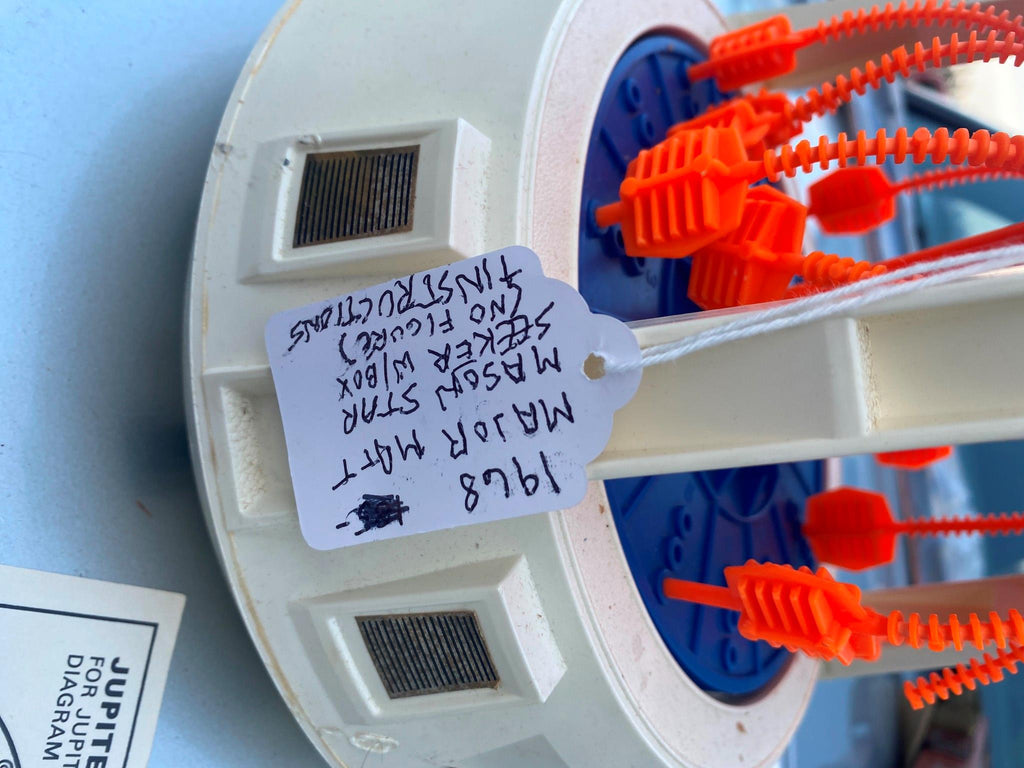 1968
MAJOR MATT
MASON STAR
SEEKER W/BOX
(NO FIGURE)
+INSTRUCTIONS
JUPITE
FOR JUPIT
DIAGRAM